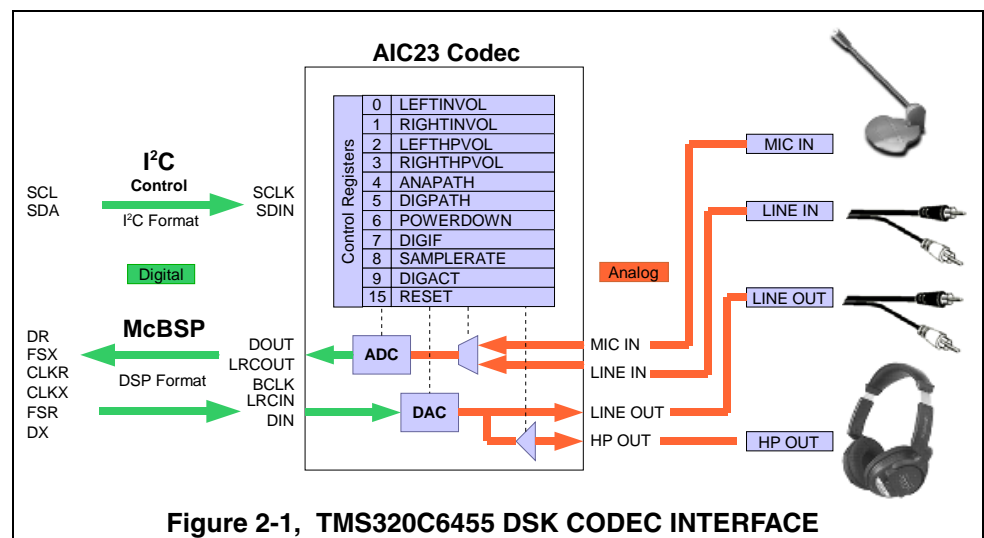 AIC23 Codec
Control Registers
0 LEFTINVOL
1 RIGHTINVOL
2 LEFTHPVOL
3 RIGHTHPVOL
4 ANAPATH
5 DIGPATH
6 POWERDOWN
7 DIGIF
8 SAMPLERATE
9 DIGACT
15 RESET
I²C
Control
SCL
SDA
I²C Format
SCLK
SDIN
Digital
Analog
McBSP
DSP Format
DR
FSX
CLKR
CLKX
FSR
DX
DOUT
LRCOUT
BCLK
LRCIN
DIN
ADC
DAC
MIC IN
LINE IN
LINE OUT
HP OUT
MIC IN
LINE IN
LINE OUT
HP OUT
Figure 2-1, TMS320C6455 DSK CODEC INTERFACE